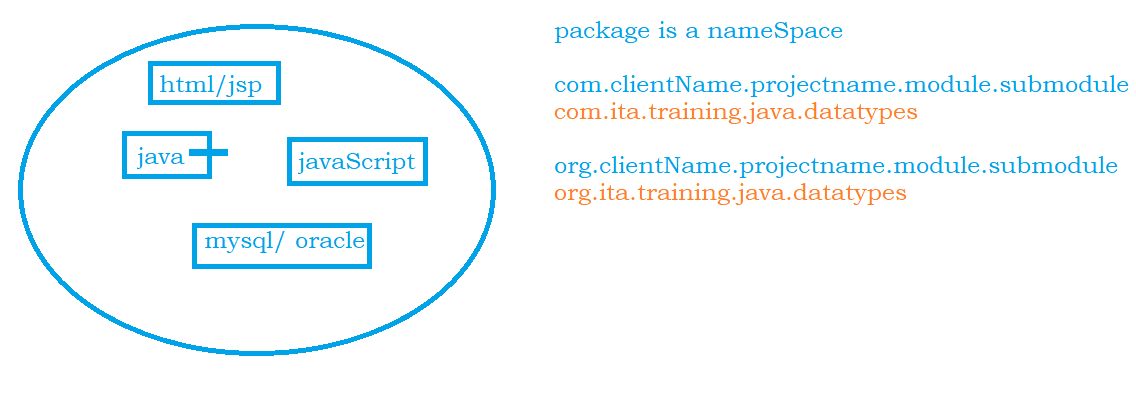 html/jsp
java
javaScript
mysql/ oracle
package is a nameSpace
com.clientName.projectname.module.submodule
com.ita.training.java.datatypes
org.clientName.projectname.module.submodule
org.ita.training.java.datatypes